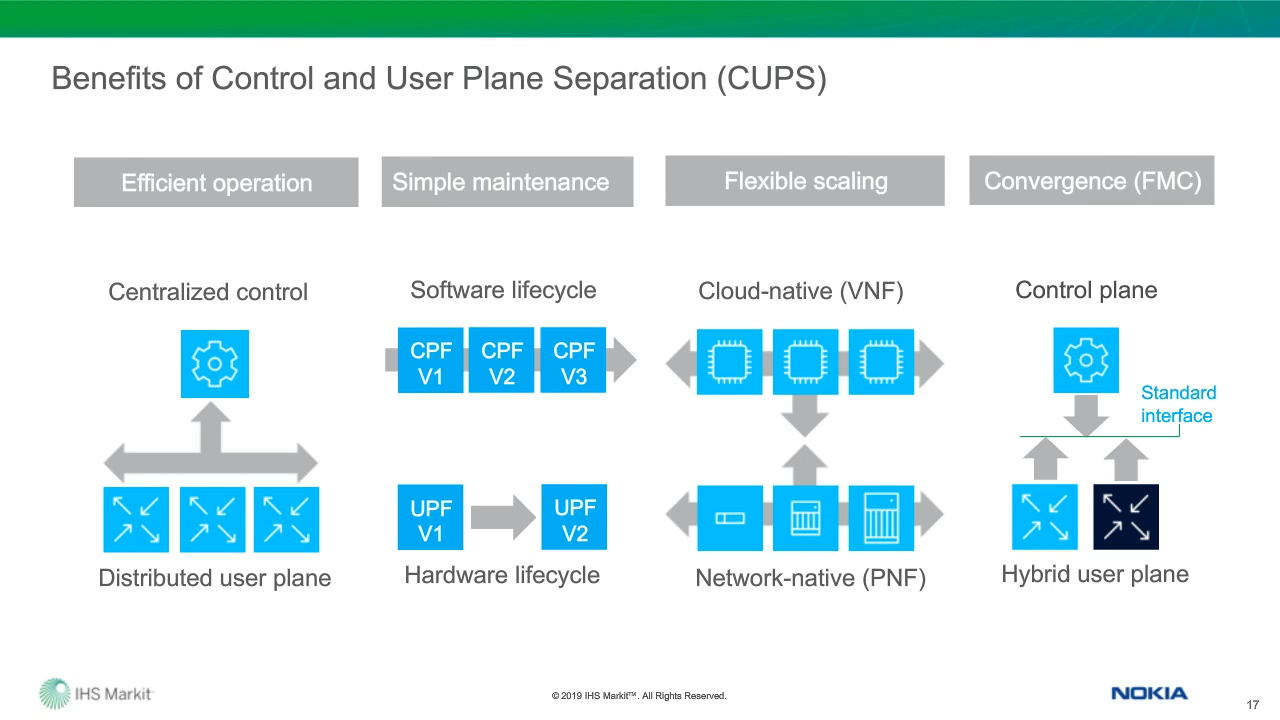 Benefits of Control and User Plane Separation (CUPS)
Efficient operation
Simple maintenance
Flexible scaling
Convergence (FMC)
Centralized control
Software lifecycle
Cloud-native (VNF)
Control plane
CPF
V1
CPF
V2
CPF
V3
Standard
interface
UPF
V1
UPF
V2
Distributed user plane
Hardware lifecycle
Network-native (PNF)
Hybrid user plane
IHS Markit™
© 2019 IHS Markit™. All Rights Reserved.
NOKIA
17